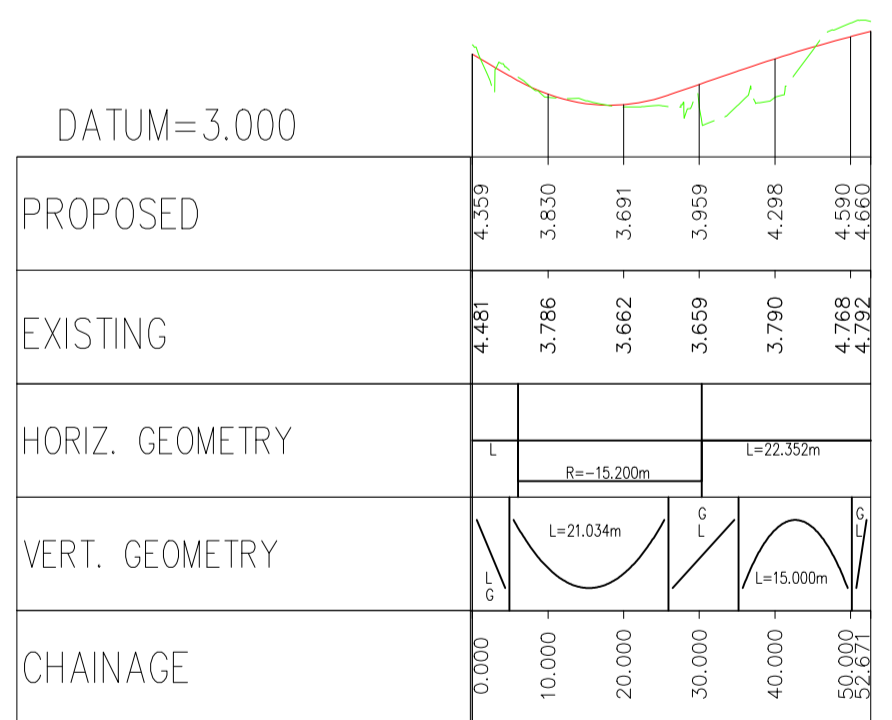 DATUM=3.000
PROPOSED
4.359 3.830 3.691 3.959 4.298 4.590 4.660
EXISTING
4.481 3.786 3.662 3.659 3.790 4.768 4.792
HORIZ. GEOMETRY
L
R=-15.200m
L=22.352m
VERT. GEOMETRY
L
G
L=21.034m
G
L
L=15.000m
G
L
CHAINAGE
0.000 10.000 20.000 30.000 40.000 50.000 52.671